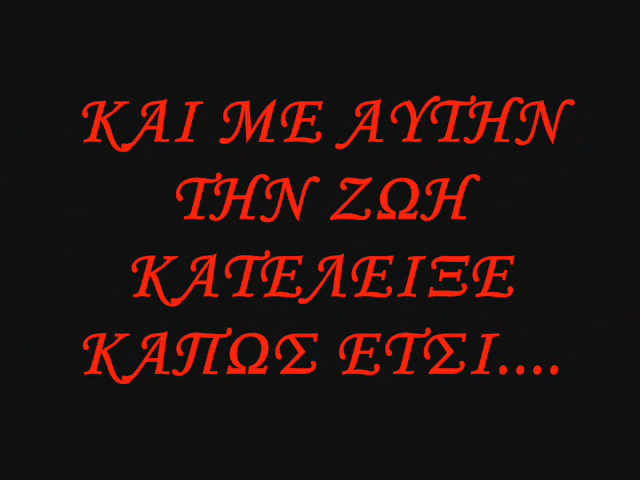 ΚΑΙ ΜΕ ΑΥΤΗΝ
ΤΗΝ ΖΩΗ
ΚΑΤΕΛΕΙΞΕ
ΚΑΠΩΣ ΕΤΣΙ....